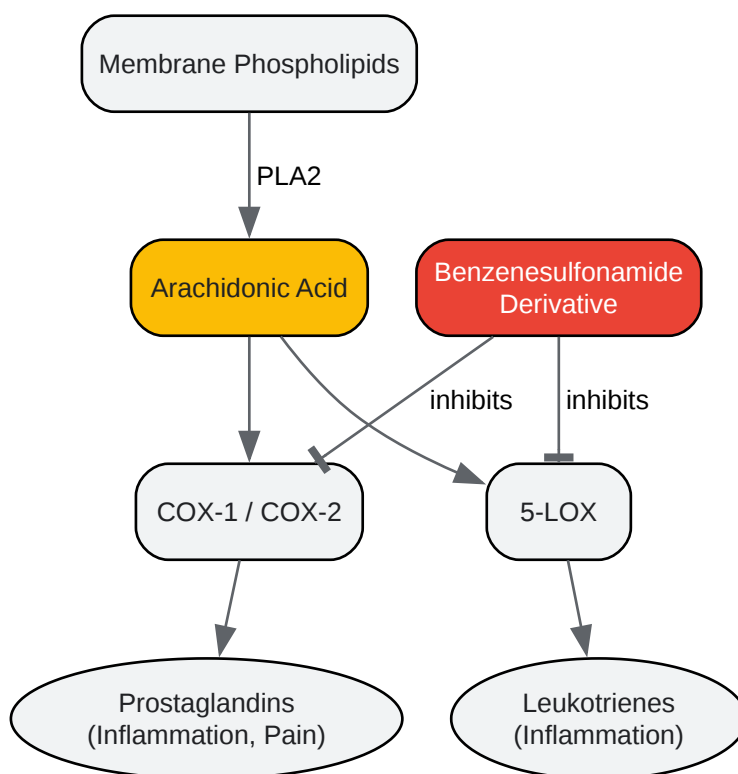 Membrane Phospholipids
PLA2
Arachidonic Acid
Benzenesulfonamide
Derivative
inhibits
inhibits
COX-1 / COX-2
5-LOX
Prostaglandins
(Inflammation, Pain)
Leukotrienes
(Inflammation)